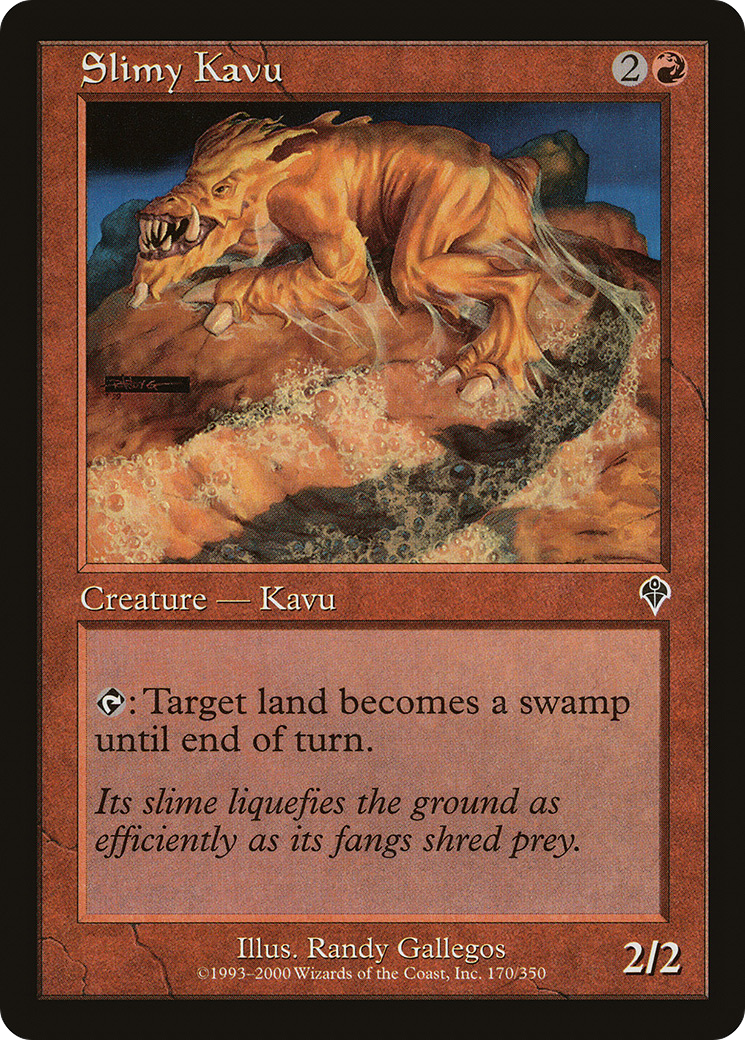 Slimy Kavu 2
Creature — Kavu
: Target land becomes a swamp
until end of turn.
Its slime liquefies the ground as
efficiently as its fangs shred prey.
Illus. Randy Gallegos
©1993–2000 Wizards of the Coast, Inc. 170/350
2/2